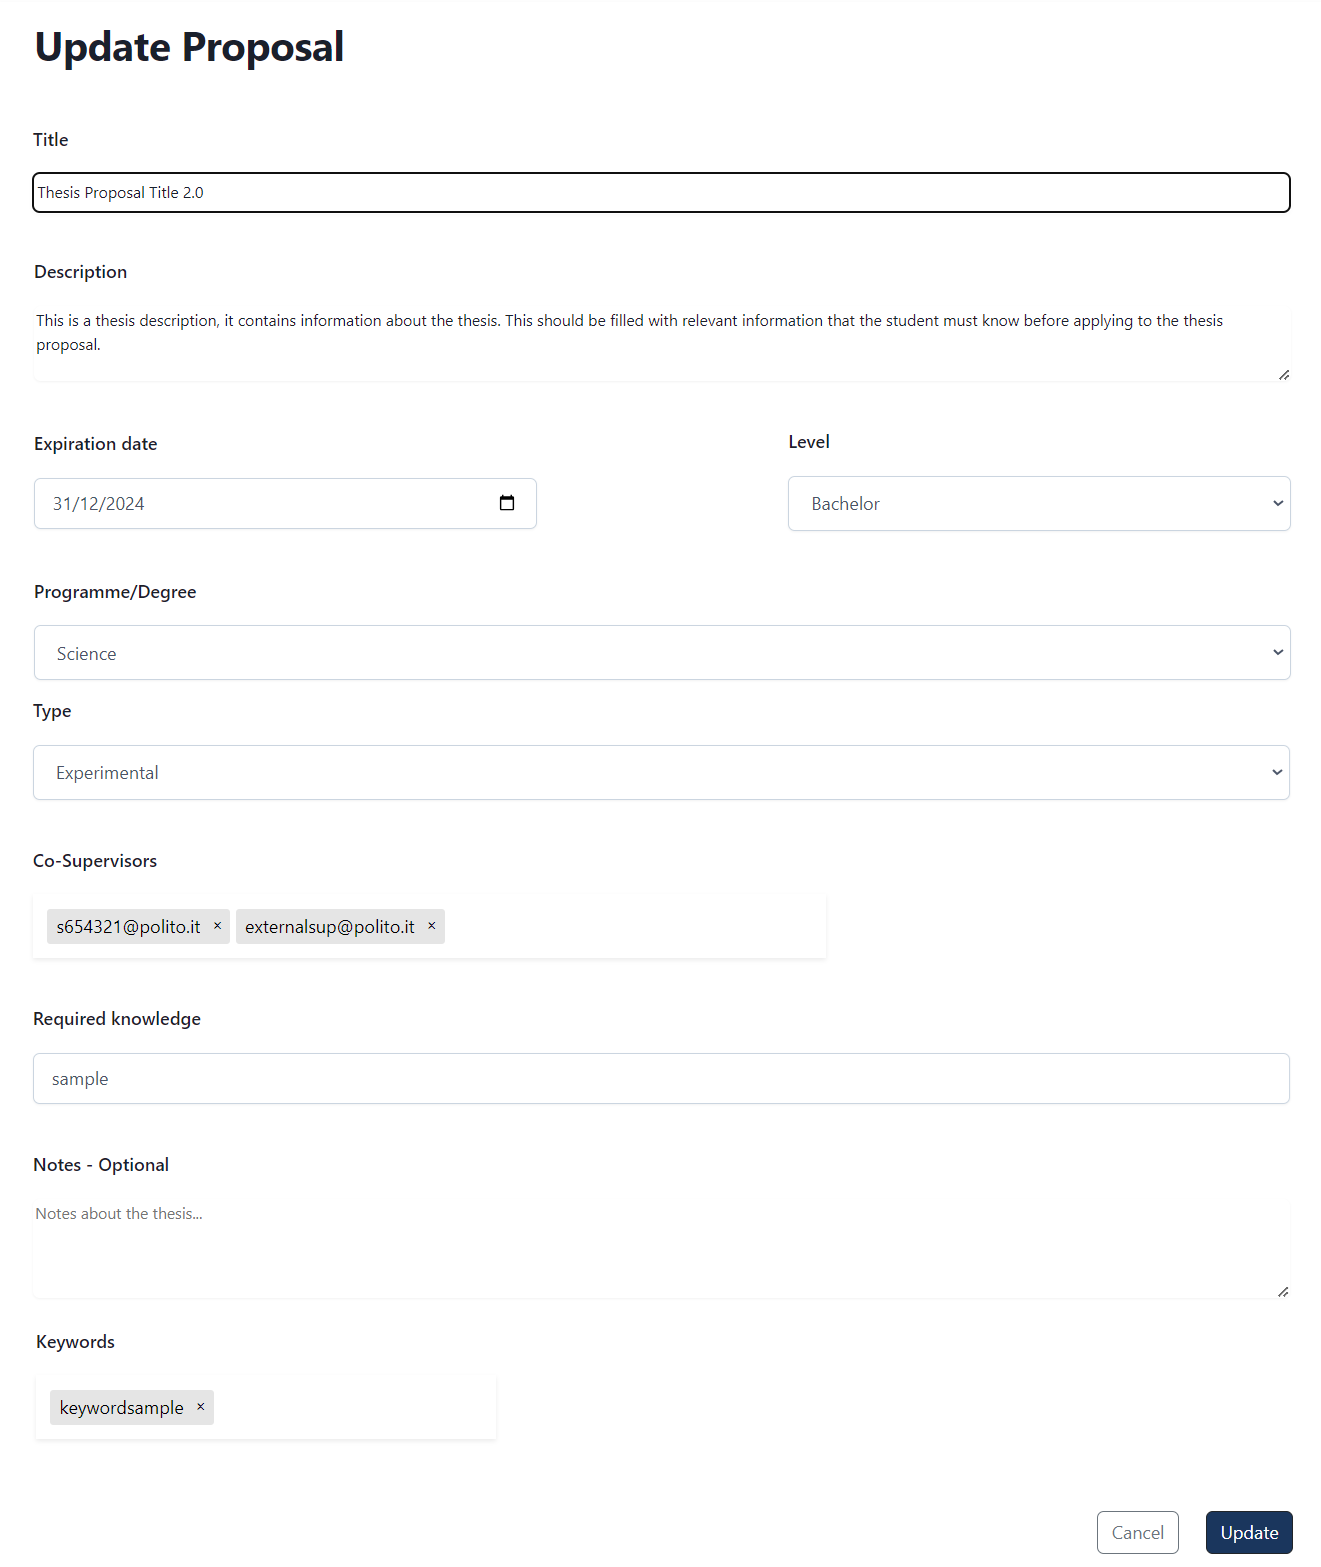 Update Proposal
Title
Thesis Proposal Title 2.0
Description
This is a thesis description, it contains information about the thesis. This should be filled with relevant information that the student must know before applying to the thesis
proposal.
Expiration date
Level
31/12/2024
Bachelor
Programme/Degree
Science
Type
Experimental
Co-Supervisors
s654321@polito.it × externalsup@polito.it ×
Required knowledge
sample
Notes - Optional
Notes about the thesis...
Keywords
keywordsample ×
Cancel Update